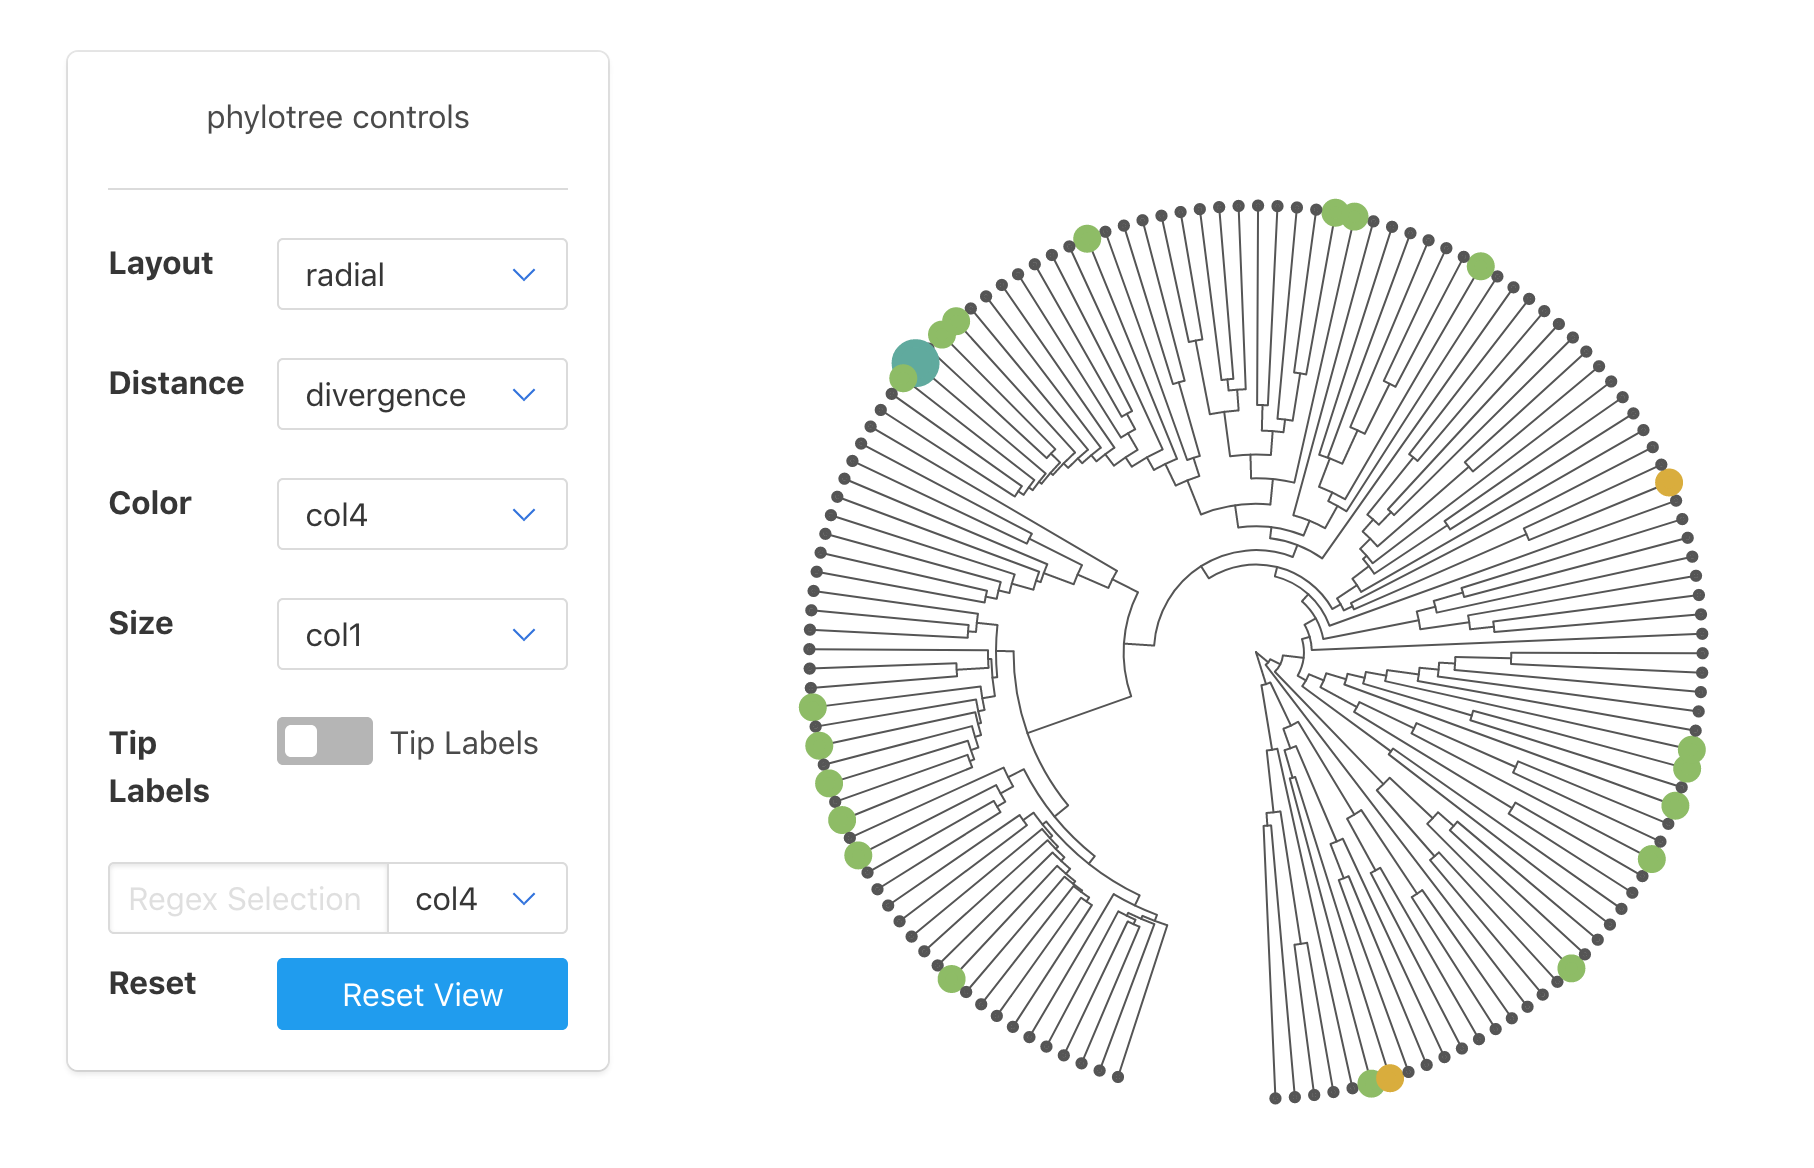 phylotree controls
Layout
radial
Distance
divergence
Color
col4
Size
col1
Tip
Labels
Tip Labels
Regex Selection
col4
Reset
Reset View